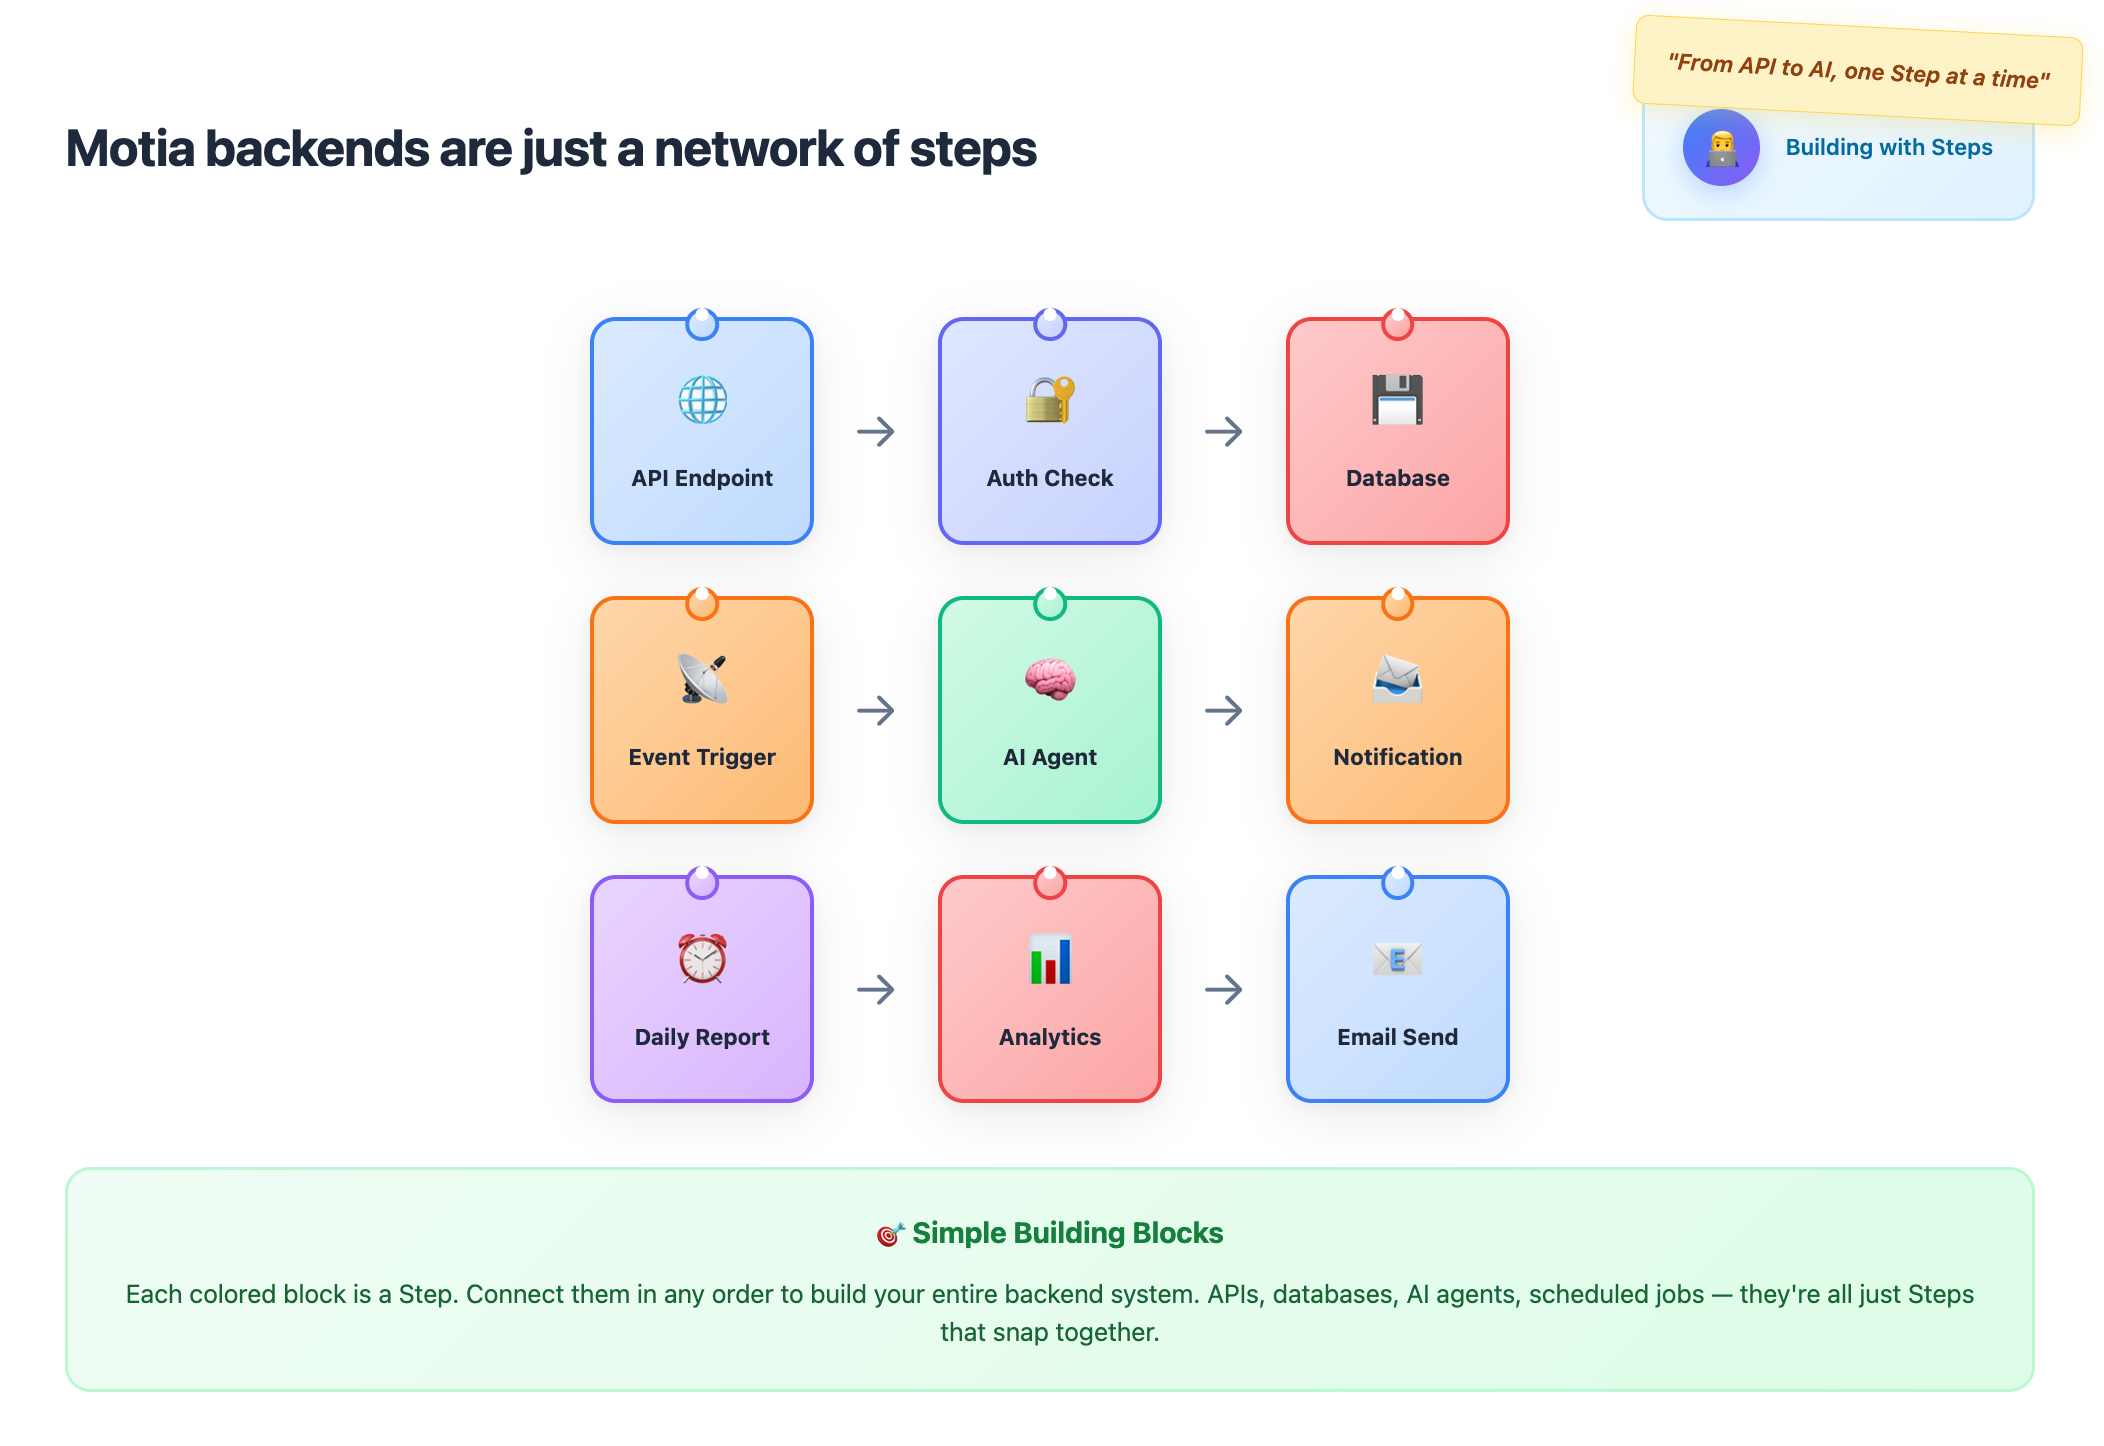 "From API to AI, one Step at a time"
Motia backends are just a network of steps
Building with Steps
API Endpoint
Auth Check
Database
Event Trigger
AI Agent
Notification
Daily Report
Analytics
Email Send
Simple Building Blocks
Each colored block is a Step. Connect them in any order to build your entire backend system. APIs, databases, AI agents, scheduled jobs — they're all just Steps
that snap together.